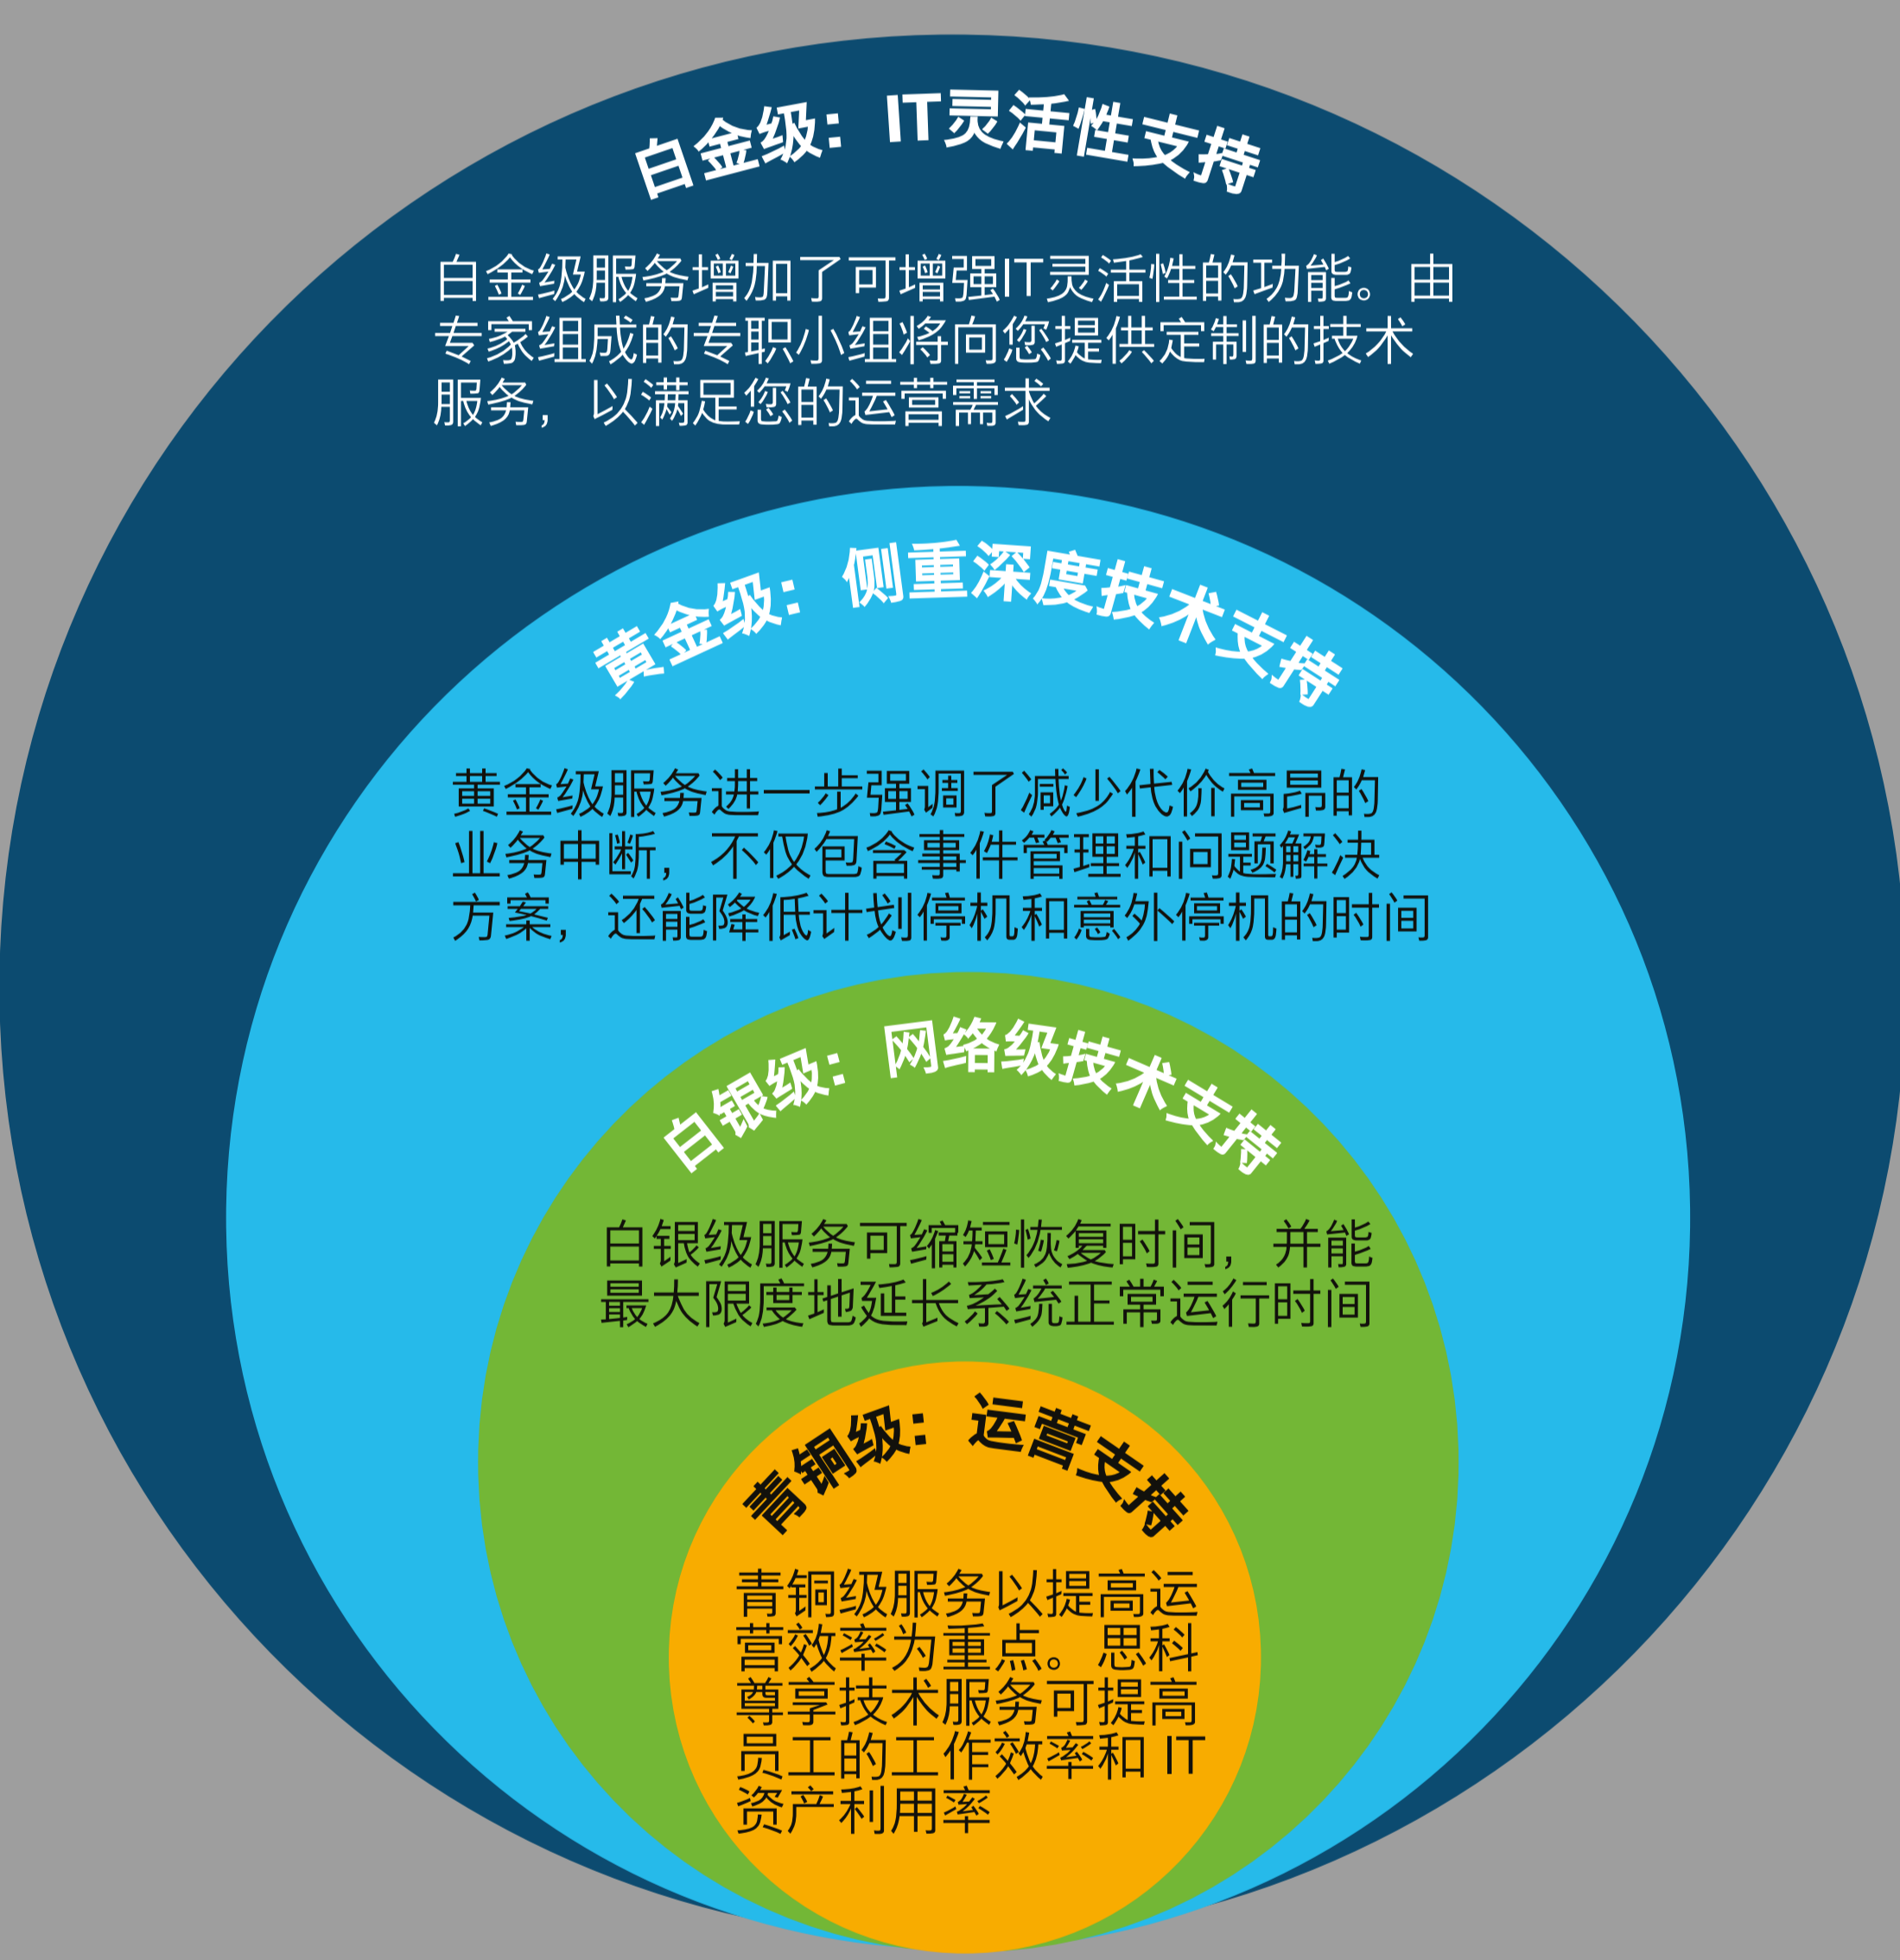 白金级： IT灵活性支持
白金级服务增加了可增强IT灵活性的功能。由
专家组成的专职小组将向您提供定制的技术
服务，以满足您的运营需求
黄金级： 侧重深度技术支持
黄金级服务进一步强调了减少代价高昂的
业务中断，不仅包含事件管理和问题解决
方案，还能降低计划停机和意外停机的时间
白银级： 网络级技术支持
白银级服务可缩短恢复时间，并能
最大限度地延长系统正常运行时间
青铜级： 运营支持
青铜级服务以提高运
营效率为重点。思科
尊享技术服务可提高
员工的工作效率和 IT
资产利用率